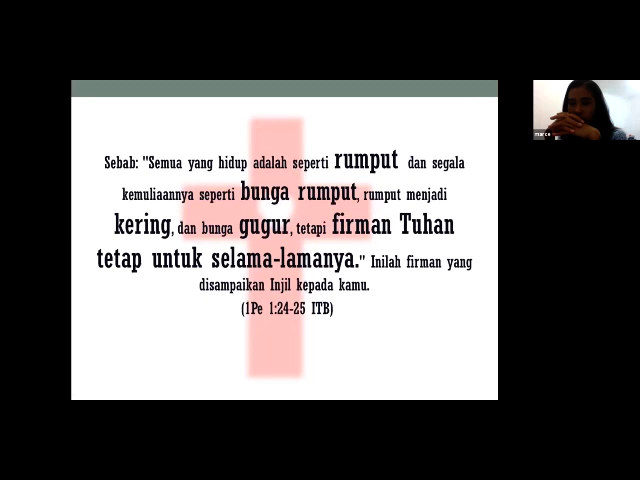 Sebab: "Semua yang hidup adalah seperti rumput dan segala
kemuliaannya seperti bunga rumput, rumput menjadi
kering, dan bunga gugur, tetapi firman Tuhan
tetap untuk selama-lamanya." Inilah firman yang
disampaikan Injil kepada kamu.
(1Pe 1:24-25 ITB)